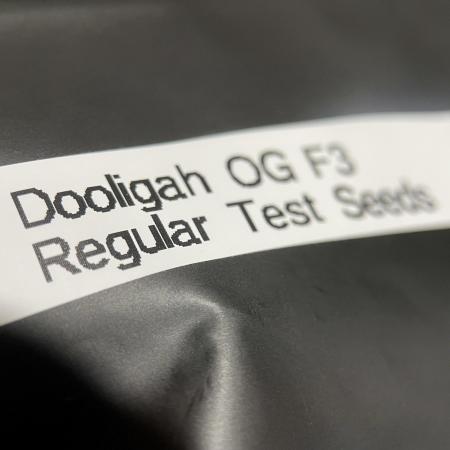 Dooligah OG F3
Regular Test Seeds